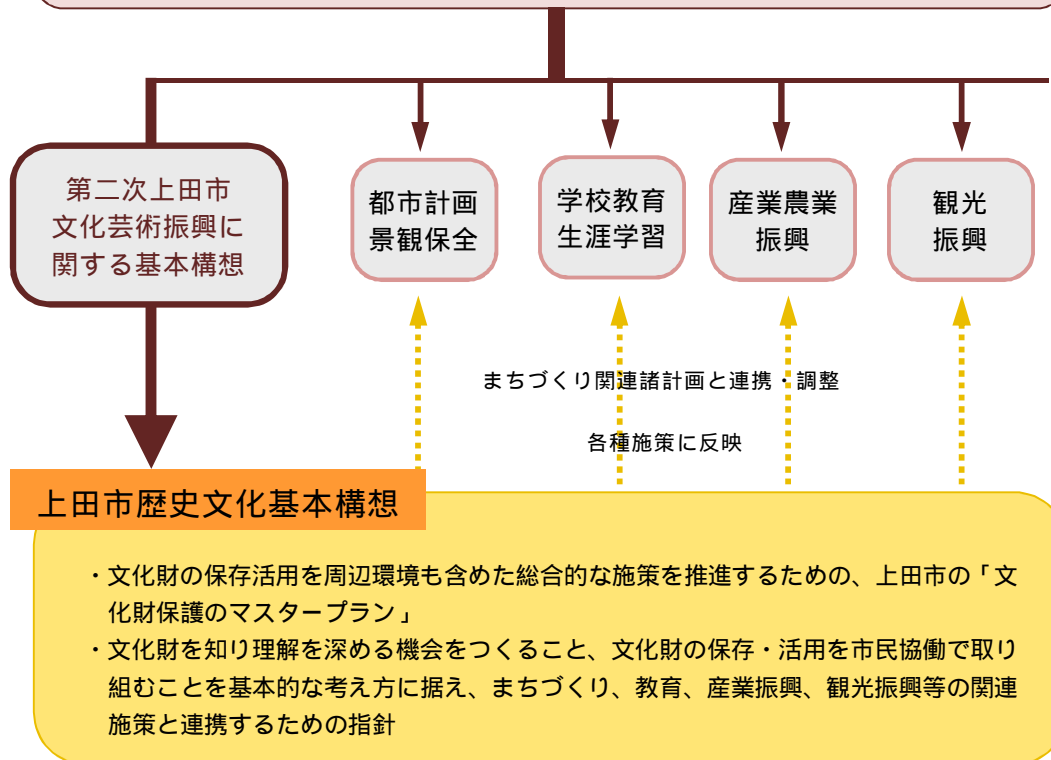 第二次上田市
文化芸術振興に
関する基本構想
都市計画
景観保全
学校教育
生涯学習
産業農業
振興
観光
振興
まちづくり関連諸計画と連携・調整
各種施策に反映
上田市歴史文化基本構想
・文化財の保存活用を周辺環境も含めた総合的な施策を推進するための、上田市の「文
化財保護のマスタープラン」
・文化財を知り理解を深める機会をつくること、文化財の保存・活用を市民協働で取り
組むことを基本的な考え方に据え、まちづくり、教育、産業振興、観光振興等の関連
施策と連携するための指針